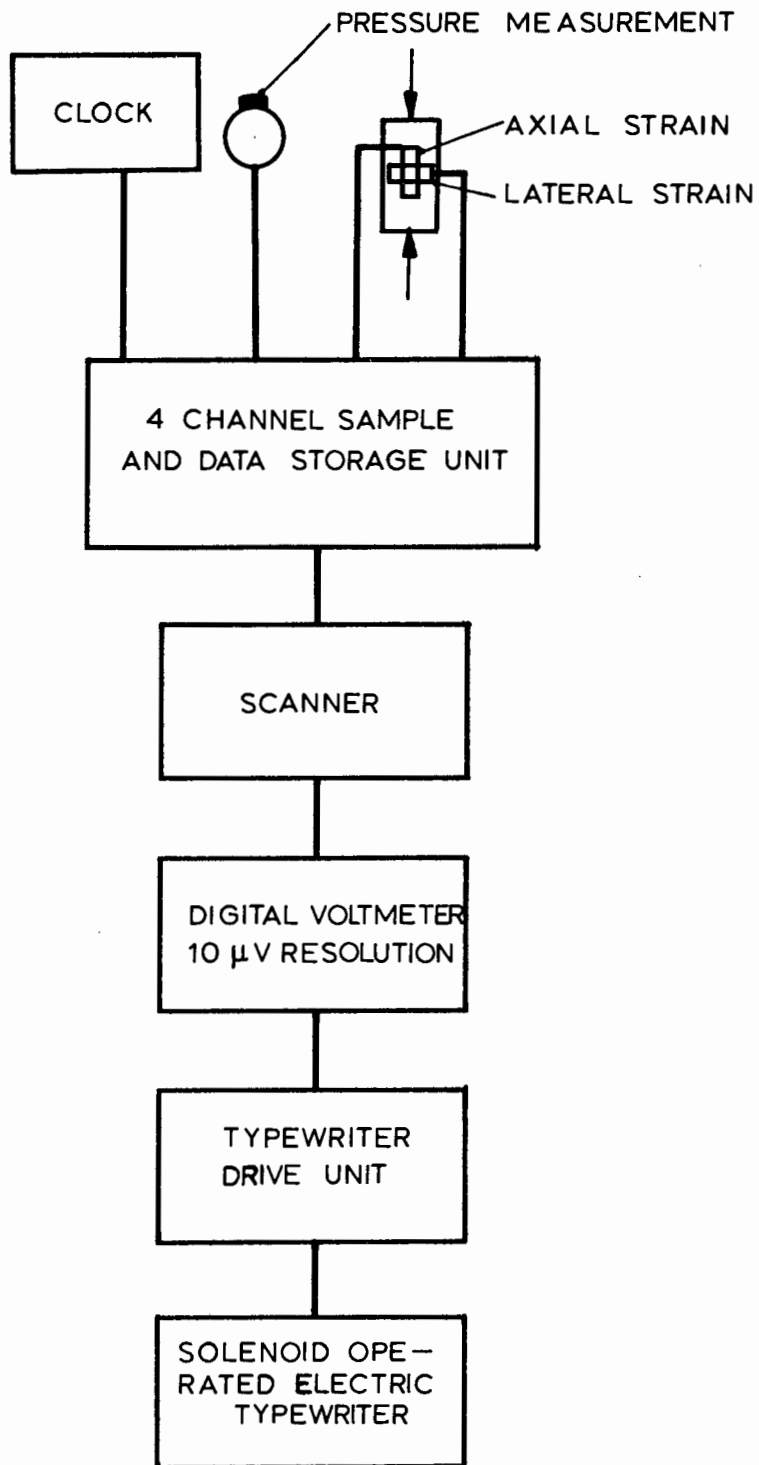 PRESSURE MEASUREMENT
CLOCK
AXIAL STRAIN
LATERAL STRAIN
4 CHANNEL SAMPLE
AND DATA STORAGE UNIT
SCANNER
DIGITAL VOLTMETER
10 μV RESOLUTION
TYPEWRITER
DRIVE UNIT
SOLENOID OPE-
RATED ELECTRIC
TYPEWRITER